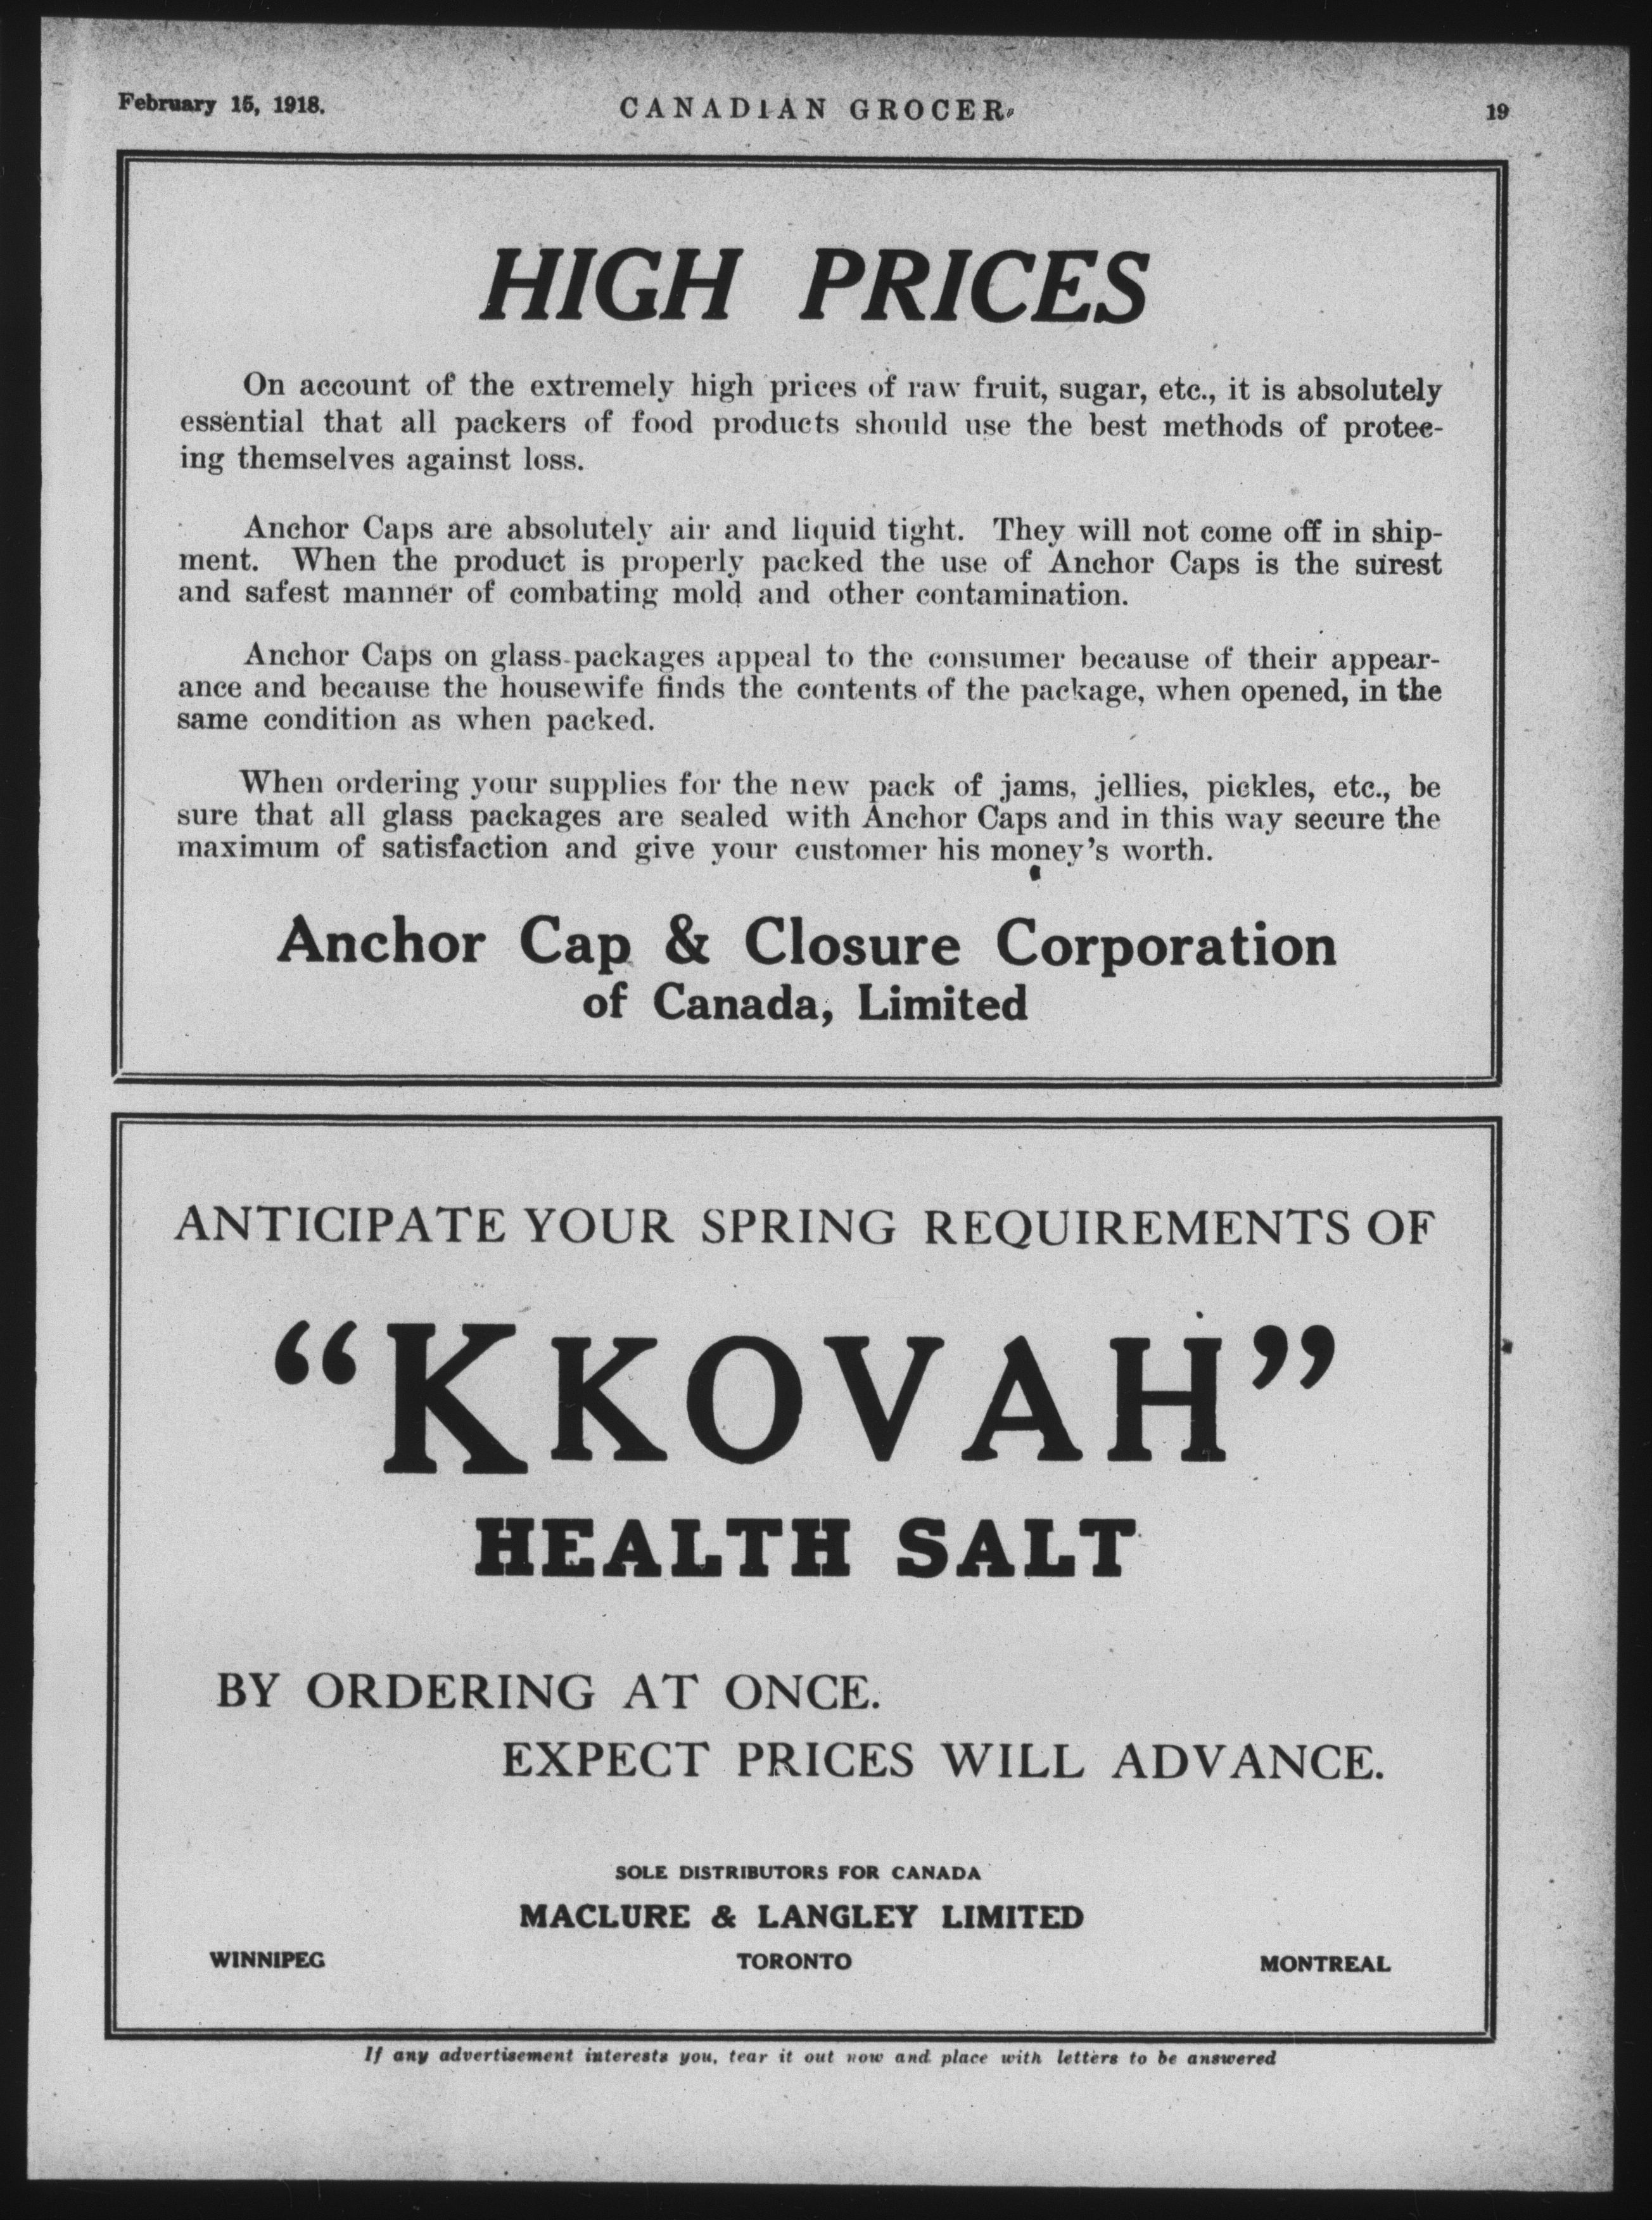 February 15, 1918.
CANADIAN GROCER
19
HIGH PRICES
On account of the extremely high prices of raw fruit, sugar, etc., it is absolutely
essential that all packers of food products should use the best methods of protec-
ing themselves against loss.
Anchor Caps are absolutely air and liquid tight. They will not come off in ship-
ment. When the product is properly packed the use of Anchor Caps is the surest
and safest manner of combating mold and other contamination.
Anchor Caps on glass packages appeal to the consumer because of their appear-
ance and because the housewife finds the contents of the package, when opened, in the
same condition as when packed.
When ordering your supplies for the new pack of jams, jellies, pickles, etc., be
sure that all glass packages are sealed with Anchor Caps and in this way secure the
maximum of satisfaction and give your customer his money's worth.
Anchor Cap & Closure Corporation
of Canada, Limited
ANTICIPATE YOUR SPRING REQUIREMENTS OF
“KKOVAH”
HEALTH SALT
BY ORDERING AT ONCE.
EXPECT PRICES WILL ADVANCE.
SOLE DISTRIBUTORS FOR CANADA
MACLURE & LANGLEY LIMITED
WINNIPEG TORONTO MONTREAL
If any advertisement interests you, tear it out now and place with letters to be answered